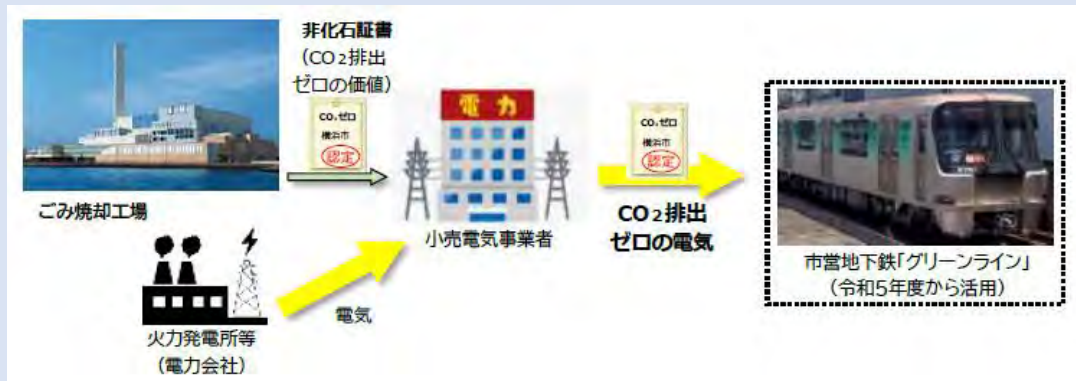 非化石証書
(CO2排出
ゼロの価値)
CO2ゼロ
横浜市
認定
ごみ焼却工場
電力
小売電気事業者
CO2ゼロ
横浜市
認定
CO2排出
ゼロの電気
市営地下鉄「グリーンライン」
(令和5年度から活用)
電気
火力発電所等
(電力会社)